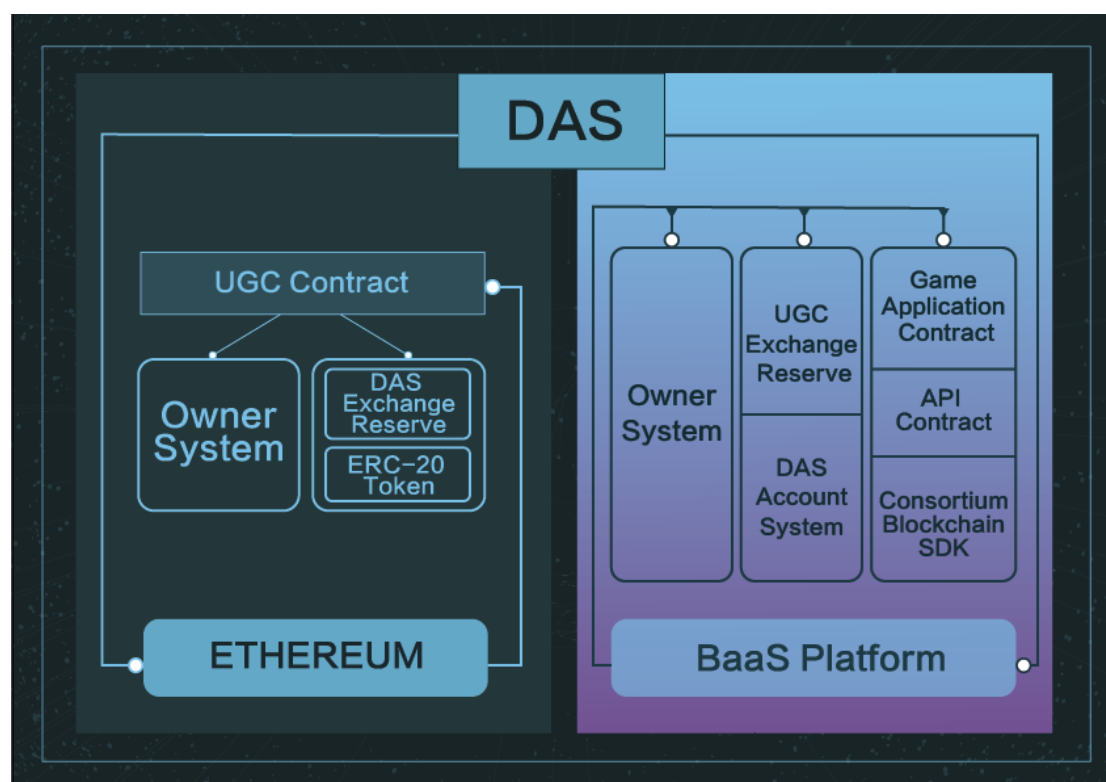 DAS
UGC Contract
Owner
System
DAS
Exchange
Reserve
ERC-20
Token
ETHEREUM
Owner
System
UGC
Exchange
Reserve
DAS
Account
System
Game
Application
Contract
API
Contract
Consortium
Blockchain
SDK
BaaS Platform